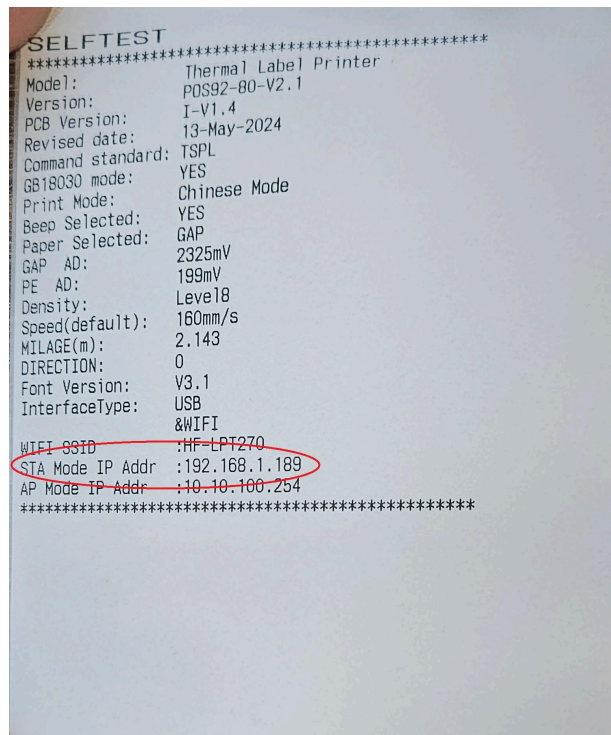 SELFTEST
*******************************************************
Model: Thermal Label Printer
Version: POS92-80-V2.1
PCB Version: I-V1.4
Revised date: 13-May-2024
Command standard: TSPL
GB18030 mode: YES
Print Mode: Chinese Mode
Beep Selected: YES
Paper Selected: GAP
GAP AD: 2325mV
PE AD: 199mV
Density: Level8
Speed(default): 160mm/s
MILAGE(m): 2.143
DIRECTION: 0
Font Version: V3.1
InterfaceType: USB
&WIFI
WIFI SSID :HF-LPT270
STA Mode IP Addr :192.168.1.189
AP Mode IP Addr :10.10.100.254
*******************************************************